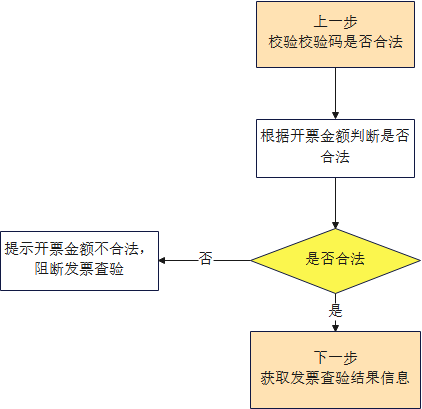 上一步
校验校验码是否合法
根据开票金额判断是否
合法
是否合法
否
提示开票金额不合法，
阻断发票查验
是
下一步
获取发票查验结果信息